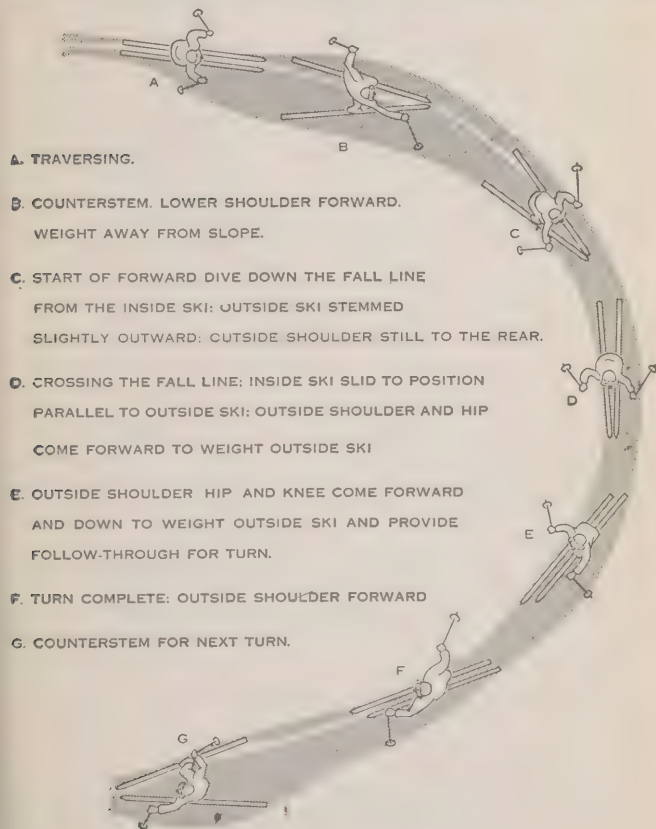 A. TRAVERSING.
B. COUNTERSTEM. LOWER SHOULDER FORWARD.
WEIGHT AWAY FROM SLOPE.
C. START OF FORWARD DIVE DOWN THE FALL LINE
FROM THE INSIDE SKI: OUTSIDE SKI STEMMED
SLIGHTLY OUTWARD: OUTSIDE SHOULDER STILL TO THE REAR.
D. CROSSING THE FALL LINE; INSIDE SKI SLID TO POSITION
PARALLEL TO OUTSIDE SKI: OUTSIDE SHOULDER AND HIP
COME FORWARD TO WEIGHT OUTSIDE SKI
E. OUTSIDE SHOULDER HIP AND KNEE COME FORWARD
AND DOWN TO WEIGHT OUTSIDE SKI AND PROVIDE
FOLLOW-THROUGH FOR TURN.
F. TURN COMPLETE: OUTSIDE SHOULDER FORWARD
G. COUNTERSTEM FOR NEXT TURN.
A
B
C
D
E
F
G